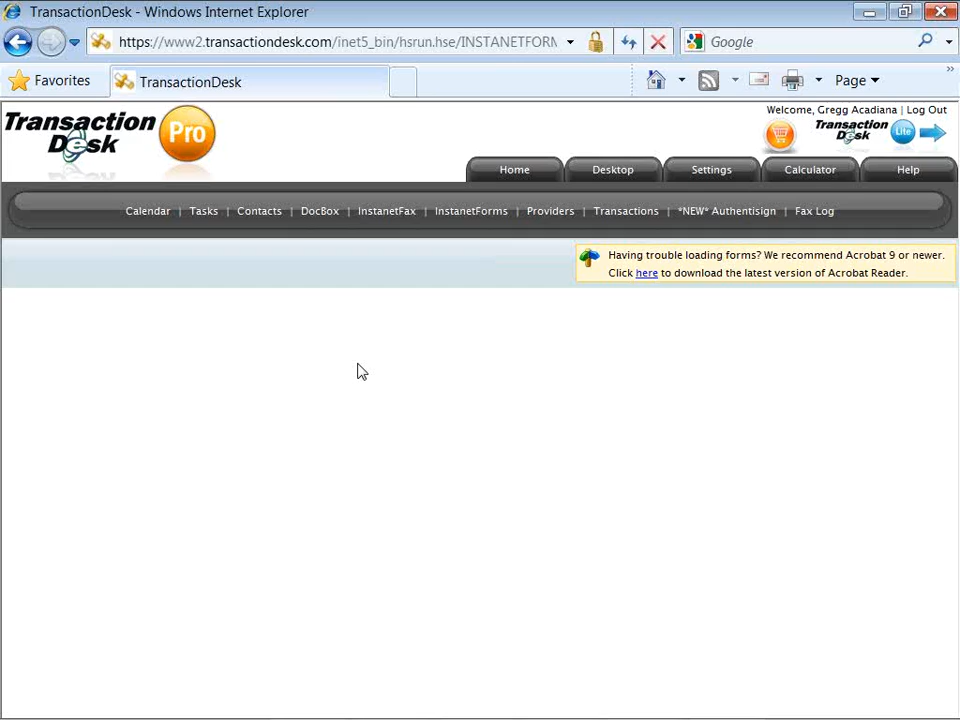 TransactionDesk - Windows Internet Explorer
https://www2.transactiondesk.com/inet5_bin/hsrun.hse/INSTANETFORM
Google
Favorites
TransactionDesk
Page
Transaction
Desk
Pro
Welcome, Gregg Acadiana | Log Out
Transaction
Desk
Lite
Home
Desktop
Settings
Calculator
Help
Calendar | Tasks | Contacts | DocBox | InstanetFax | InstanetForms | Providers | Transactions | *NEW* Authentisign | Fax Log
Having trouble loading forms? We recommend Acrobat 9 or newer.
Click here to download the latest version of Acrobat Reader.